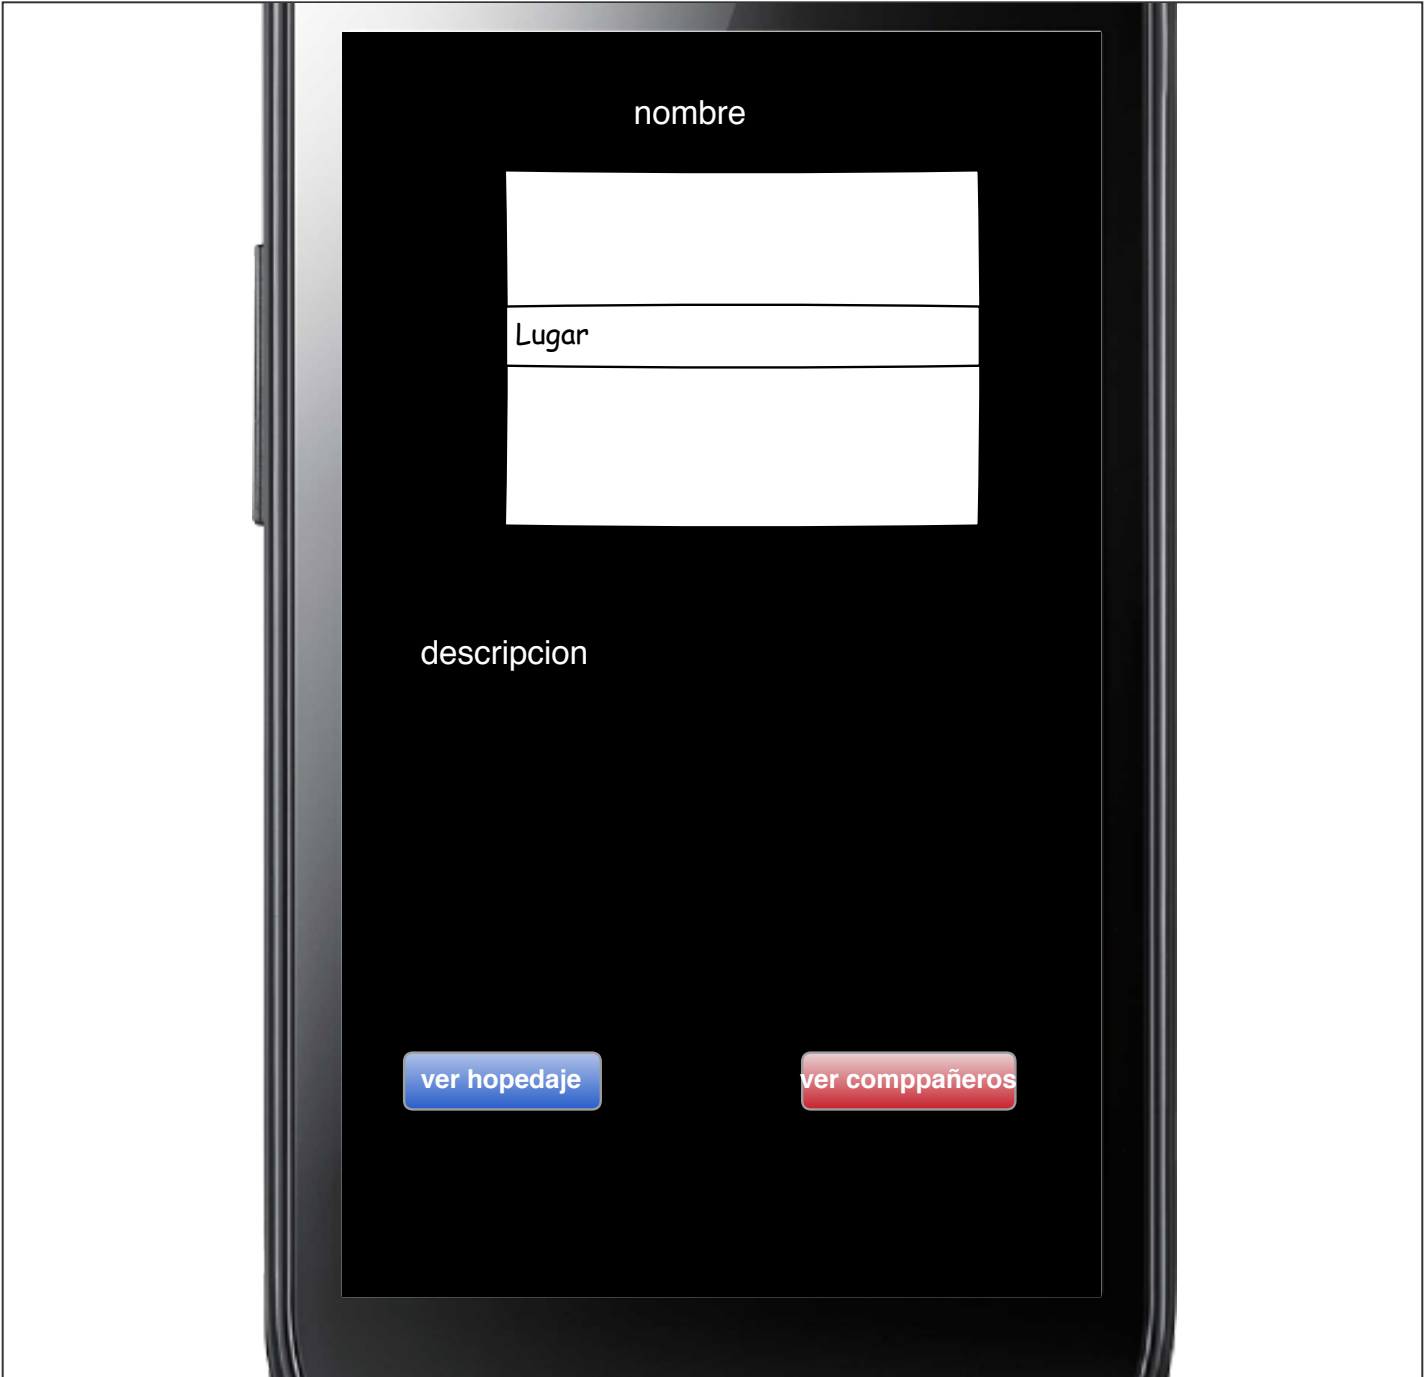 nombre
Lugar
descripcion
ver hopedaje
ver comppañeros